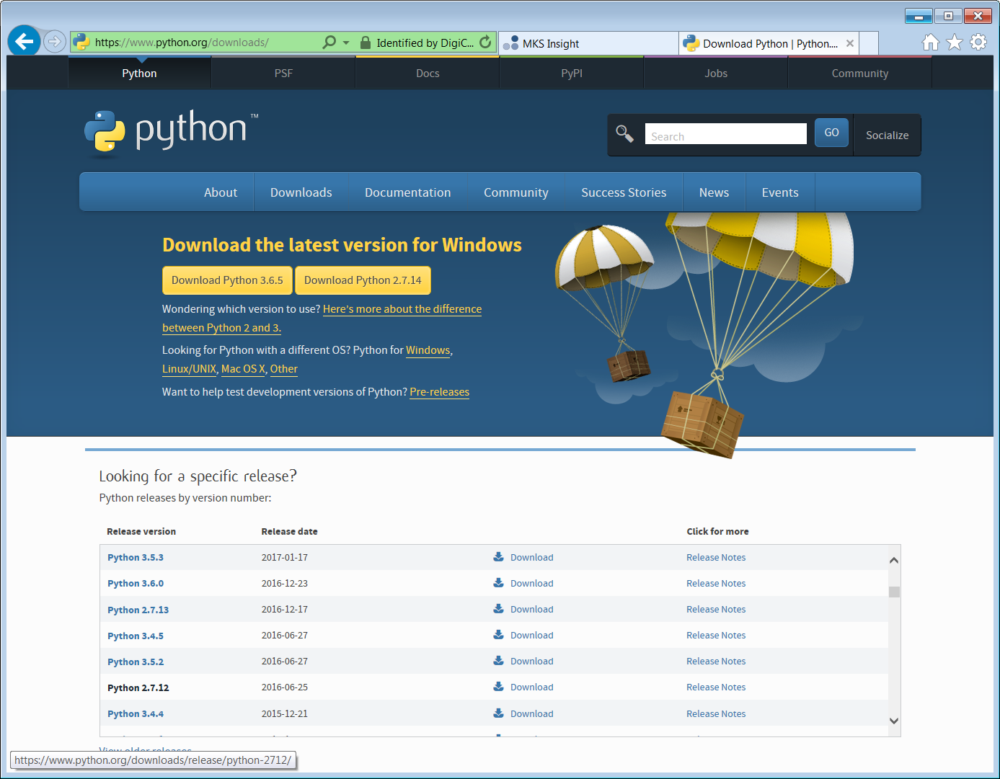 https://www.python.org/downloads/
Identified by DigiC...
MKS Insight
Download Python | Python....
Python
PSF
Docs
PyPI
Jobs
Community
python™
Search
GO
Socialize
About
Downloads
Documentation
Community
Success Stories
News
Events
Download the latest version for Windows
Download Python 3.6.5
Download Python 2.7.14
Wondering which version to use? Here's more about the difference
between Python 2 and 3.
Looking for Python with a different OS? Python for Windows,
Linux/UNIX, Mac OS X, Other
Want to help test development versions of Python? Pre-releases
Looking for a specific release?
Python releases by version number:
Release version Release date Click for more
Python 3.5.3 2017-01-17 Download Release Notes
Python 3.6.0 2016-12-23 Download Release Notes
Python 2.7.13 2016-12-17 Download Release Notes
Python 3.4.5 2016-06-27 Download Release Notes
Python 3.5.2 2016-06-27 Download Release Notes
Python 2.7.12 2016-06-25 Download Release Notes
Python 3.4.4 2015-12-21 Download Release Notes
View older releases
https://www.python.org/downloads/release/python-2712/